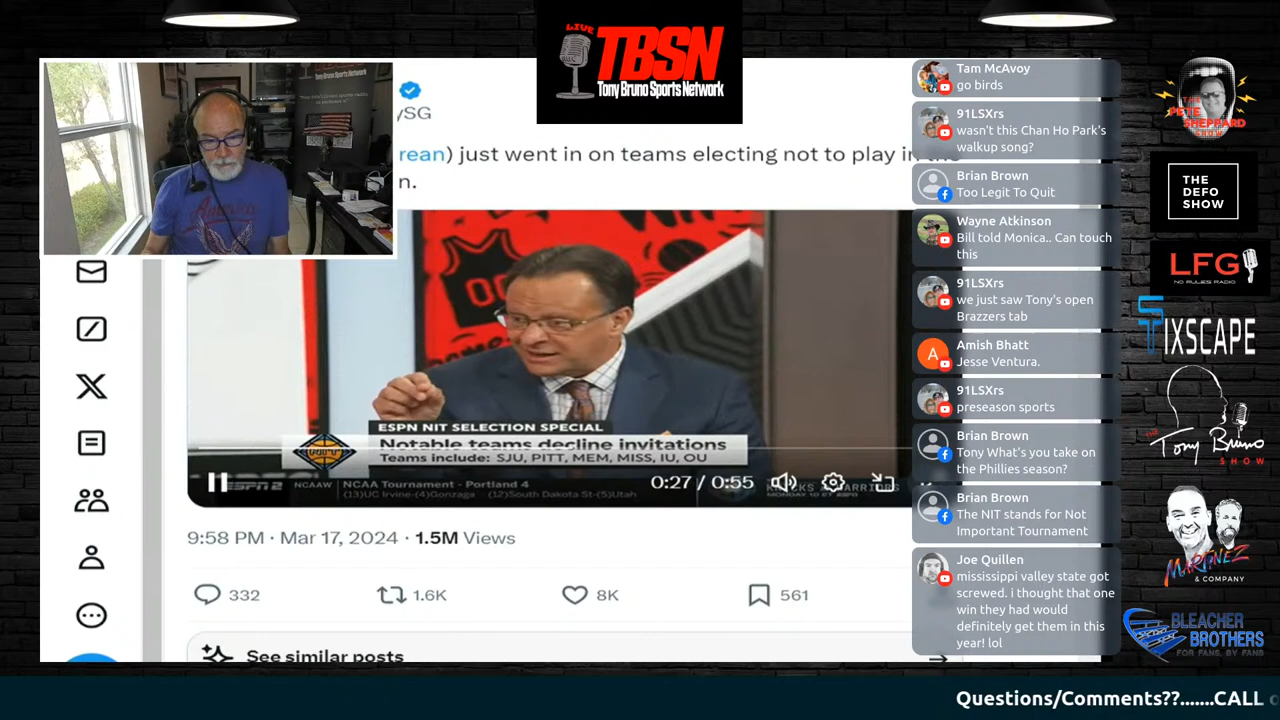 LIVE
TBSN
Tony Bruno Sports Network
/SG
rean) just went in on teams electing not to play in the
n.
ESPN NIT SELECTION SPECIAL
Notable teams decline invitations
Teams include: SJU, PITT, MEM, MISS, IU, OU
NIT
ESPN2
NCAAW
NCAA Tournament - Portland 4
(13)UC Irvine-(4)Gonzaga (12)South Dakota St-(5)Utah
0:27 / 0:55
9:58 PM · Mar 17, 2024 · 1.5M Views
332
1.6K
8K
561
See similar posts
Tam McAvoy
go birds
91LSXrs
wasn't this Chan Ho Park's
walkup song?
Brian Brown
Too Legit To Quit
Wayne Atkinson
Bill told Monica.. Can touch
this
91LSXrs
we just saw Tony's open
Brazzers tab
A
Amish Bhatt
Jesse Ventura.
91LSXrs
preseason sports
Brian Brown
Tony What's you take on
the Phillies season?
Brian Brown
The NIT stands for Not
Important Tournament
Joe Quillen
mississippi valley state got
screwed. i thought that one
win they had would
definitely get them in this
year! lol
THE
PETE
SHEPPARD
SHOW
THE
DEFO
SHOW
LFG
NO RULES RADIO
TIXSCAPE
THE
Tony Bruno
SHOW
MARTINEZ
& COMPANY
BLEACHER
BROTHERS
FOR FANS, BY FANS
Questions/Comments??.......CALL